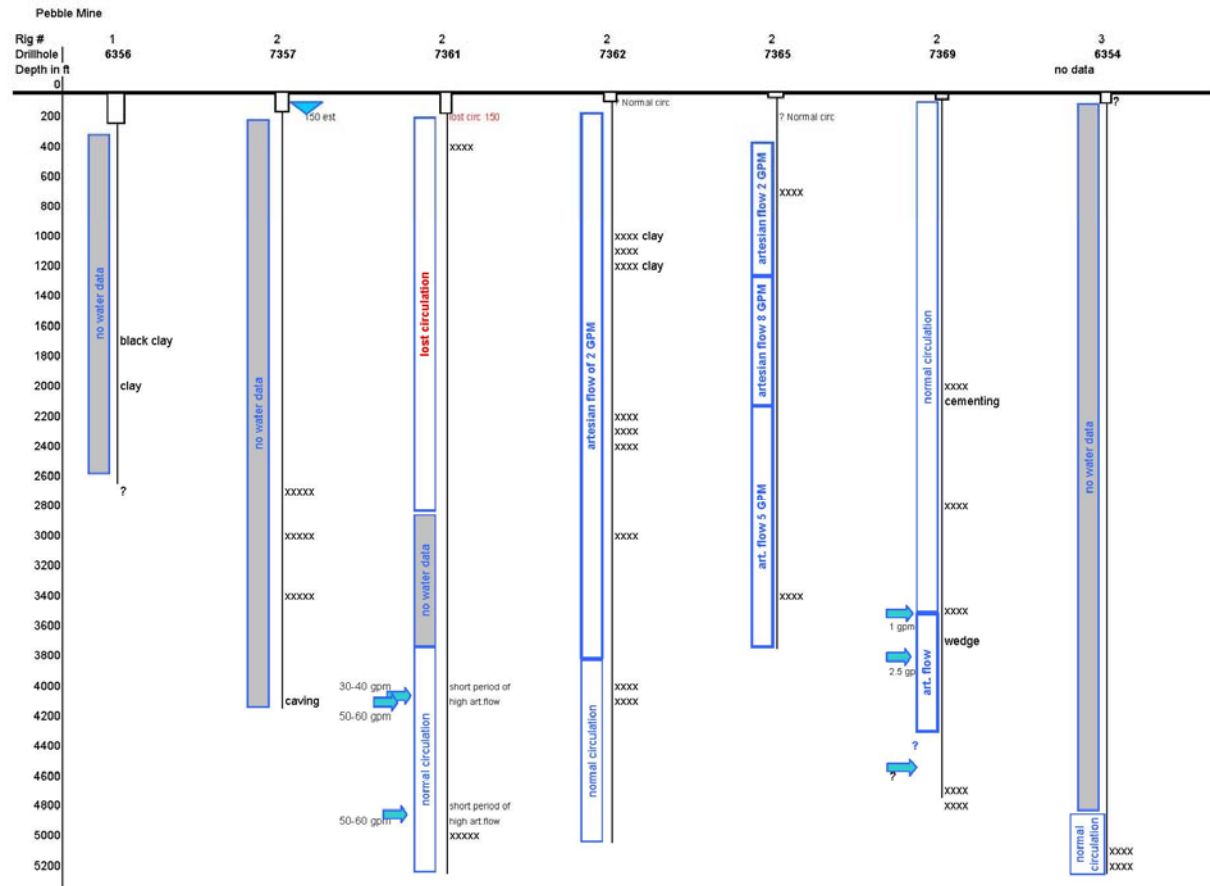 Pebble Mine
Rig # 1 2 2 2 2 2 3
Drillhole 6356 7357 7361 7362 7365 7369 6354
Depth in ft no data
0
200 150 est lost circ 150 ? Normal circ ? Normal circ ?
400 xxxx
600
800 xxxx
1000 xxxx clay
xxxx
1200 xxxx clay
1400
1600
black clay
1800
2000 clay xxxx
cementing
2200 xxxx
xxxx
2400 xxxx
2600
? xxxxx
2800 xxxx
3000 xxxxx xxxx
3200
3400 xxxxx xxxx
xxxx
3600 1 gpm
wedge
3800 2.5 gp
4000 30-40 gpm short period of xxxx
caving high art.flow xxxx
4200 50-60 gpm
4400 ?
4600 ?
xxxx
4800 short period of xxxx
50-60 gpm high art.flow
5000 xxxxx
xxxx
5200 xxxx
no water data
no water data
lost circulation
no water data
normal circulation
artesian flow of 2 GPM
normal circulation
artesian flow 2 GPM
artesian flow 8 GPM
art. flow 5 GPM
normal circulation
art. flow
no water data
normal
circulation